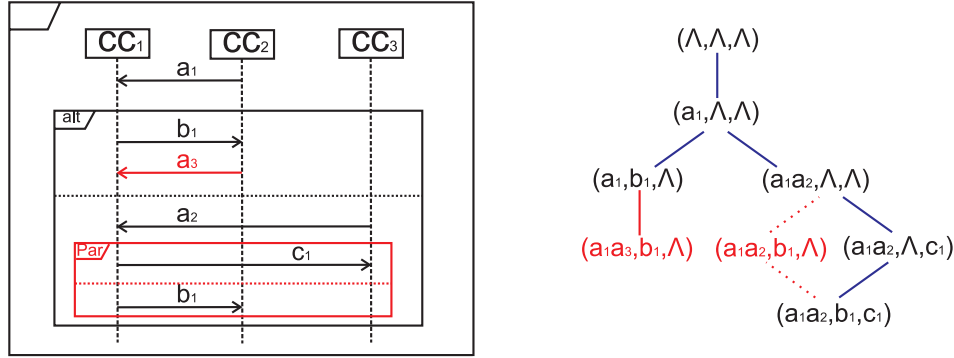 CC₁ CC₂ CC₃
a₁
alt
b₁
a₃
a₂
Par
c₁
b₁
(Λ,Λ,Λ)
(a₁,Λ,Λ)
(a₁,b₁,Λ) (a₁a₂,Λ,Λ)
(a₁a₃,b₁,Λ) (a₁a₂,b₁,Λ) (a₁a₂,Λ,c₁)
(a₁a₂,b₁,c₁)